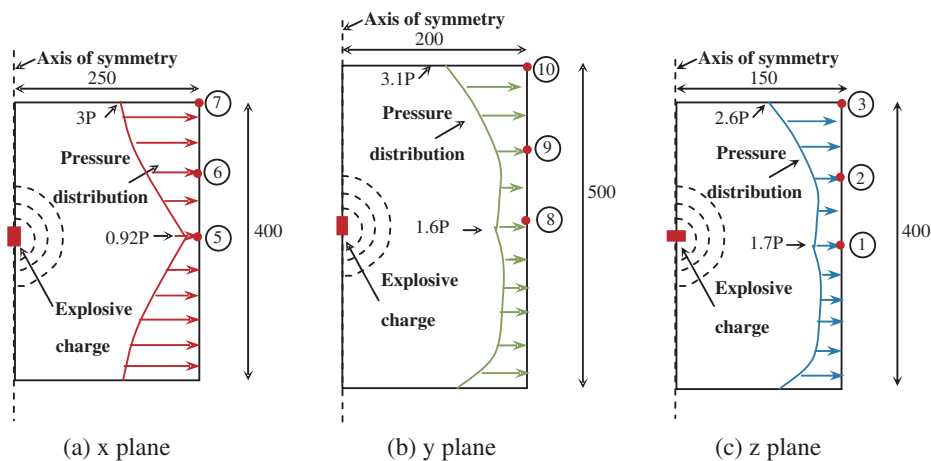 Axis of symmetry
250
7
3P
Pressure
distribution
6
0.92P
5
400
Explosive
charge
(a) x plane
Axis of symmetry
200
10
3.1P
Pressure
distribution
9
1.6P
8
500
Explosive
charge
(b) y plane
Axis of symmetry
150
3
2.6P
Pressure
distribution
2
1.7P
1
400
Explosive
charge
(c) z plane